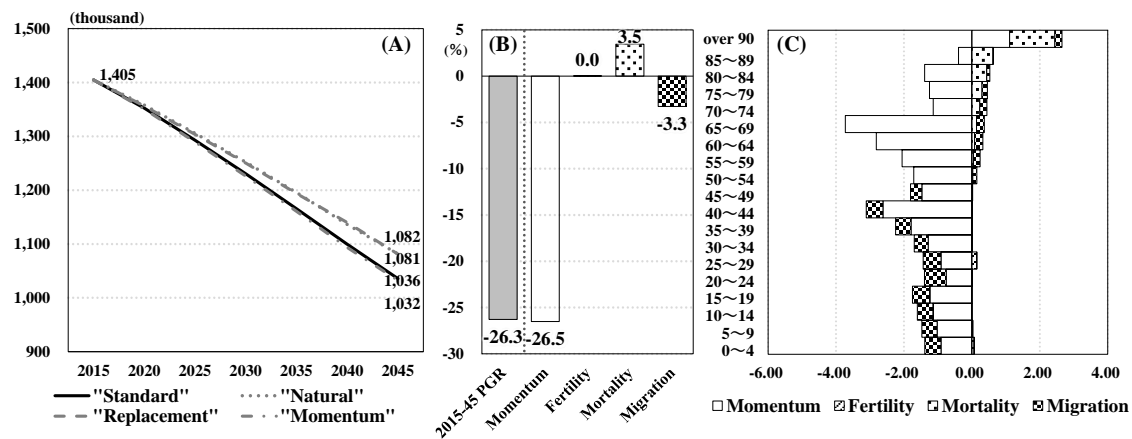 (thousand)
(A)
1,500
1,400
1,300
1,200
1,100
1,000
900
1,405
1,082
1,081
1,036
1,032
2015 2020 2025 2030 2035 2040 2045
"Standard" "Natural"
"Replacement" "Momentum"
(B)
(%)
5
0
-5
-10
-15
-20
-25
-30
0.0
3.5
-3.3
-26.3
-26.5
2015-45 PGR
Momentum
Fertility
Mortality
Migration
(C)
over 90
85～89
80～84
75～79
70～74
65～69
60～64
55～59
50～54
45～49
40～44
35～39
30～34
25～29
20～24
15～19
10～14
5～9
0～4
-6.00 -4.00 -2.00 0.00 2.00 4.00
Momentum Fertility Mortality Migration